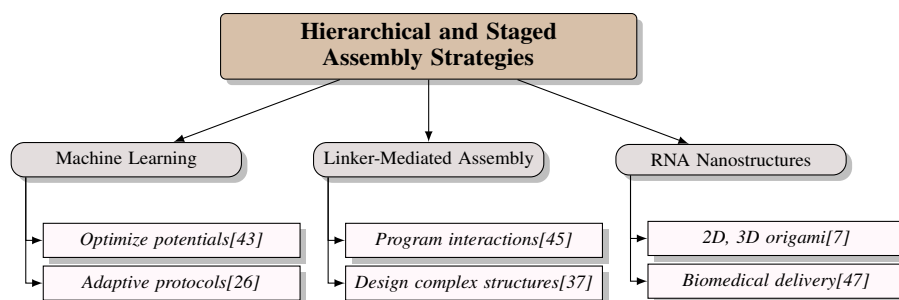 Hierarchical and Staged
Assembly Strategies
Machine Learning
Linker-Mediated Assembly
RNA Nanostructures
Optimize potentials[43]
Program interactions[45]
2D, 3D origami[7]
Adaptive protocols[26]
Design complex structures[37]
Biomedical delivery[47]